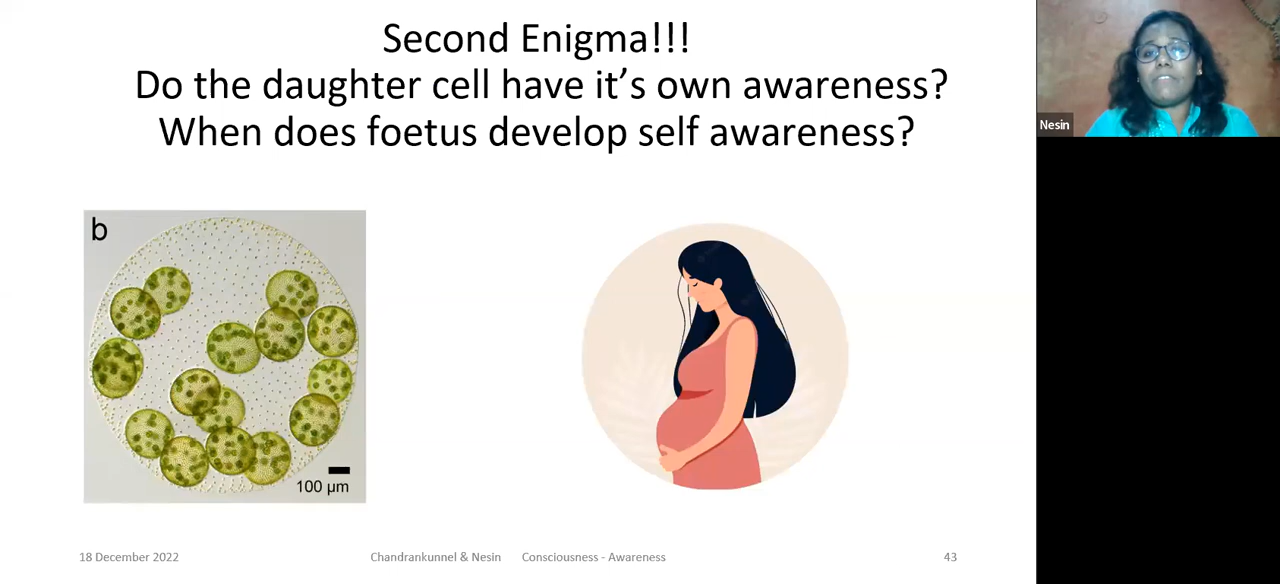 Second Enigma!!!
Do the daughter cell have it’s own awareness?
When does foetus develop self awareness?
Nesin
b
100 µm
18 December 2022
Chandrankunnel & Nesin Consciousness - Awareness
43